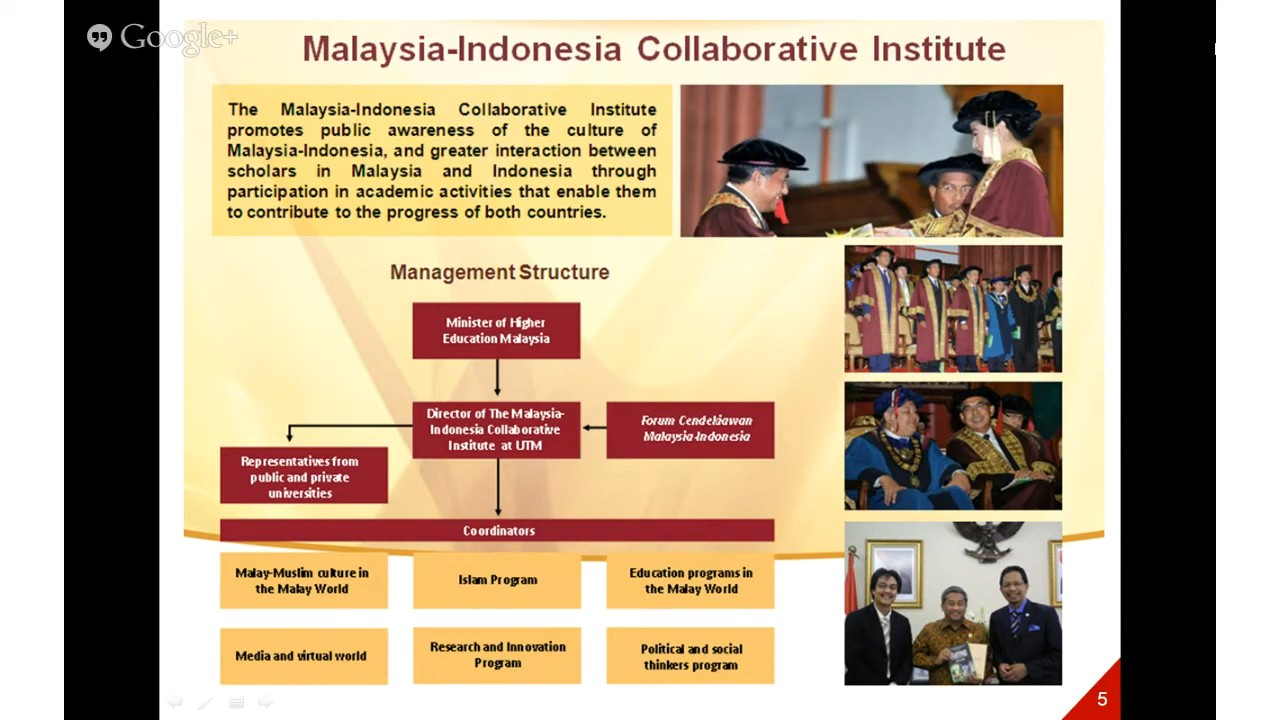 Google+
Malaysia-Indonesia Collaborative Institute
The Malaysia-Indonesia Collaborative Institute
promotes public awareness of the culture of
Malaysia-Indonesia, and greater interaction between
scholars in Malaysia and Indonesia through
participation in academic activities that enable them
to contribute to the progress of both countries.
Management Structure
Minister of Higher
Education Malaysia
Director of The Malaysia-
Indonesia Collaborative
Institute at UTM
Forum Cendekiawan
Malaysia-Indonesia
Representatives from
public and private
universities
Coordinators
Malay-Muslim culture in
the Malay World
Islam Program
Education programs in
the Malay World
Media and virtual world
Research and Innovation
Program
Political and social
thinkers program
5